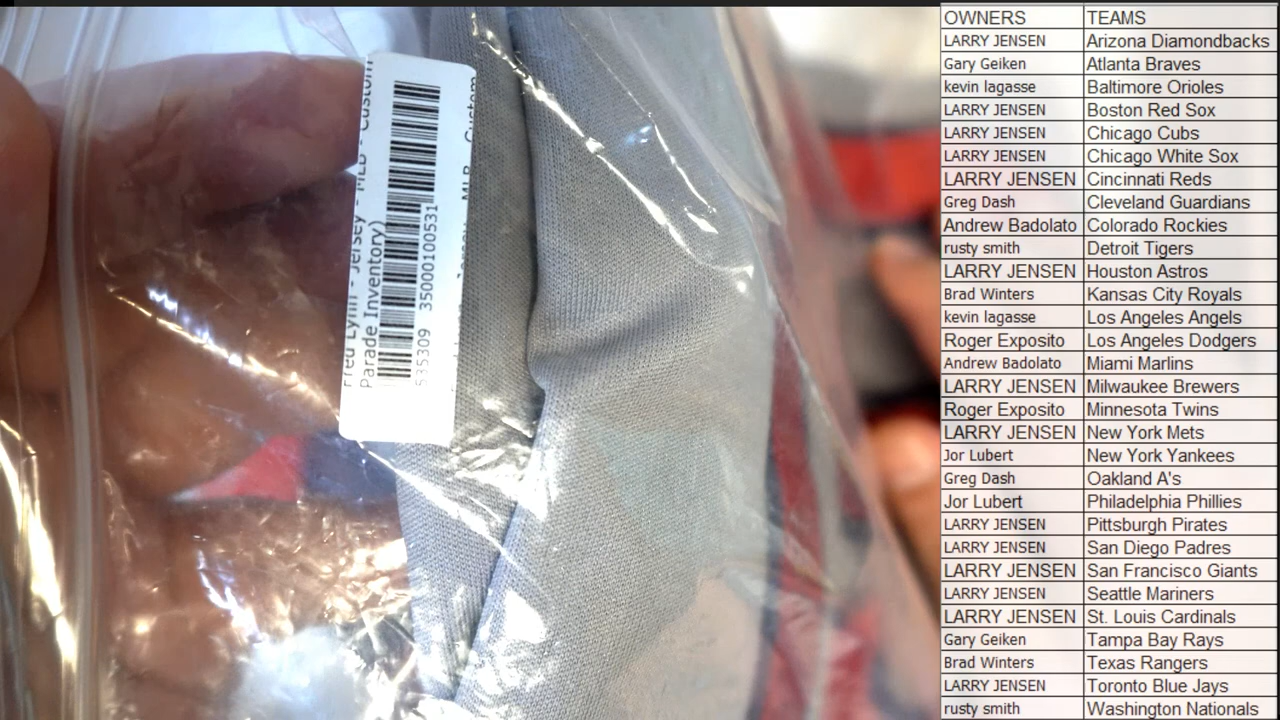 Fred Lynn - Jersey - MLB - Custom
Parade Inventory)
535309 35000100531
Jersey MLB Custom
OWNERS TEAMS
LARRY JENSEN Arizona Diamondbacks
Gary Geiken Atlanta Braves
kevin lagasse Baltimore Orioles
LARRY JENSEN Boston Red Sox
LARRY JENSEN Chicago Cubs
LARRY JENSEN Chicago White Sox
LARRY JENSEN Cincinnati Reds
Greg Dash Cleveland Guardians
Andrew Badolato Colorado Rockies
rusty smith Detroit Tigers
LARRY JENSEN Houston Astros
Brad Winters Kansas City Royals
kevin lagasse Los Angeles Angels
Roger Exposito Los Angeles Dodgers
Andrew Badolato Miami Marlins
LARRY JENSEN Milwaukee Brewers
Roger Exposito Minnesota Twins
LARRY JENSEN New York Mets
Jor Lubert New York Yankees
Greg Dash Oakland A's
Jor Lubert Philadelphia Phillies
LARRY JENSEN Pittsburgh Pirates
LARRY JENSEN San Diego Padres
LARRY JENSEN San Francisco Giants
LARRY JENSEN Seattle Mariners
LARRY JENSEN St. Louis Cardinals
Gary Geiken Tampa Bay Rays
Brad Winters Texas Rangers
LARRY JENSEN Toronto Blue Jays
rusty smith Washington Nationals